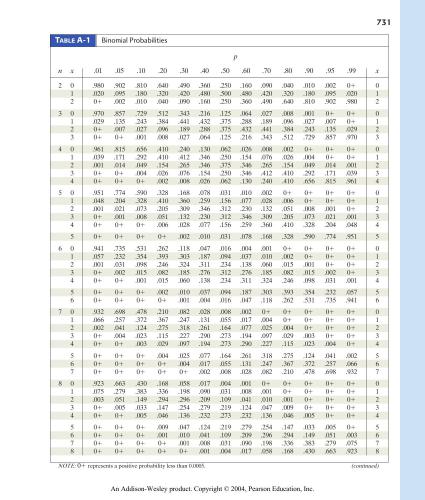 731
TABLE A-1 Binomial Probabilities
p
n x .01 .05 .10 .20 .30 .40 .50 .60 .70 .80 .90 .95 .99 x
2 0 .980 .902 .810 .640 .490 .360 .250 .160 .090 .040 .010 .002 0+ 0
1 .020 .095 .180 .320 .420 .480 .500 .480 .420 .320 .180 .095 .020 1
2 0+ .002 .010 .040 .090 .160 .250 .360 .490 .640 .810 .902 .980 2
3 0 .970 .857 .729 .512 .343 .216 .125 .064 .027 .008 .001 0+ 0+ 0
1 .029 .135 .243 .384 .441 .432 .375 .288 .189 .096 .027 .007 0+ 1
2 0+ .007 .027 .096 .189 .288 .375 .432 .441 .384 .243 .135 .029 2
3 0+ 0+ .001 .008 .027 .064 .125 .216 .343 .512 .729 .857 .970 3
4 0 .961 .815 .656 .410 .240 .130 .062 .026 .008 .002 0+ 0+ 0+ 0
1 .039 .171 .292 .410 .412 .346 .250 .154 .076 .026 .004 0+ 0+ 1
2 .001 .014 .049 .154 .265 .346 .375 .346 .265 .154 .049 .014 .001 2
3 0+ 0+ .004 .026 .076 .154 .250 .346 .412 .410 .292 .171 .039 3
4 0+ 0+ 0+ .002 .008 .026 .062 .130 .240 .410 .656 .815 .961 4
5 0 .951 .774 .590 .328 .168 .078 .031 .010 .002 0+ 0+ 0+ 0+ 0
1 .048 .204 .328 .410 .360 .259 .156 .077 .028 .006 0+ 0+ 0+ 1
2 .001 .021 .073 .205 .309 .346 .312 .230 .132 .051 .008 .001 0+ 2
3 0+ .001 .008 .051 .132 .230 .312 .346 .309 .205 .073 .021 .001 3
4 0+ 0+ 0+ .006 .028 .077 .156 .259 .360 .410 .328 .204 .048 4
5 0+ 0+ 0+ 0+ .002 .010 .031 .078 .168 .328 .590 .774 .951 5
6 0 .941 .735 .531 .262 .118 .047 .016 .004 .001 0+ 0+ 0+ 0+ 0
1 .057 .232 .354 .393 .303 .187 .094 .037 .010 .002 0+ 0+ 0+ 1
2 .001 .031 .098 .246 .324 .311 .234 .138 .060 .015 .001 0+ 0+ 2
3 0+ .002 .015 .082 .185 .276 .312 .276 .185 .082 .015 .002 0+ 3
4 0+ 0+ .001 .015 .060 .138 .234 .311 .324 .246 .098 .031 .001 4
5 0+ 0+ 0+ .002 .010 .037 .094 .187 .303 .393 .354 .232 .057 5
6 0+ 0+ 0+ 0+ .001 .004 .016 .047 .118 .262 .531 .735 .941 6
7 0 .932 .698 .478 .210 .082 .028 .008 .002 0+ 0+ 0+ 0+ 0+ 0
1 .066 .257 .372 .367 .247 .131 .055 .017 .004 0+ 0+ 0+ 0+ 1
2 .002 .041 .124 .275 .318 .261 .164 .077 .025 .004 0+ 0+ 0+ 2
3 0+ .004 .023 .115 .227 .290 .273 .194 .097 .029 .003 0+ 0+ 3
4 0+ 0+ .003 .029 .097 .194 .273 .290 .227 .115 .023 .004 0+ 4
5 0+ 0+ 0+ .004 .025 .077 .164 .261 .318 .275 .124 .041 .002 5
6 0+ 0+ 0+ 0+ .004 .017 .055 .131 .247 .367 .372 .257 .066 6
7 0+ 0+ 0+ 0+ 0+ .002 .008 .028 .082 .210 .478 .698 .932 7
8 0 .923 .663 .430 .168 .058 .017 .004 .001 0+ 0+ 0+ 0+ 0+ 0
1 .075 .279 .383 .336 .198 .090 .031 .008 .001 0+ 0+ 0+ 0+ 1
2 .003 .051 .149 .294 .296 .209 .109 .041 .010 .001 0+ 0+ 0+ 2
3 0+ .005 .033 .147 .254 .279 .219 .124 .047 .009 0+ 0+ 0+ 3
4 0+ 0+ .005 .046 .136 .232 .273 .232 .136 .046 .005 0+ 0+ 4
5 0+ 0+ 0+ .009 .047 .124 .219 .279 .254 .147 .033 .005 0+ 5
6 0+ 0+ 0+ .001 .010 .041 .109 .209 .296 .294 .149 .051 .003 6
7 0+ 0+ 0+ 0+ .001 .008 .031 .090 .198 .336 .383 .279 .075 7
8 0+ 0+ 0+ 0+ 0+ .001 .004 .017 .058 .168 .430 .663 .923 8
NOTE: 0+ represents a positive probability less than 0.0005. (continued)
An Addison-Wesley product. Copyright © 2004, Pearson Education, Inc.